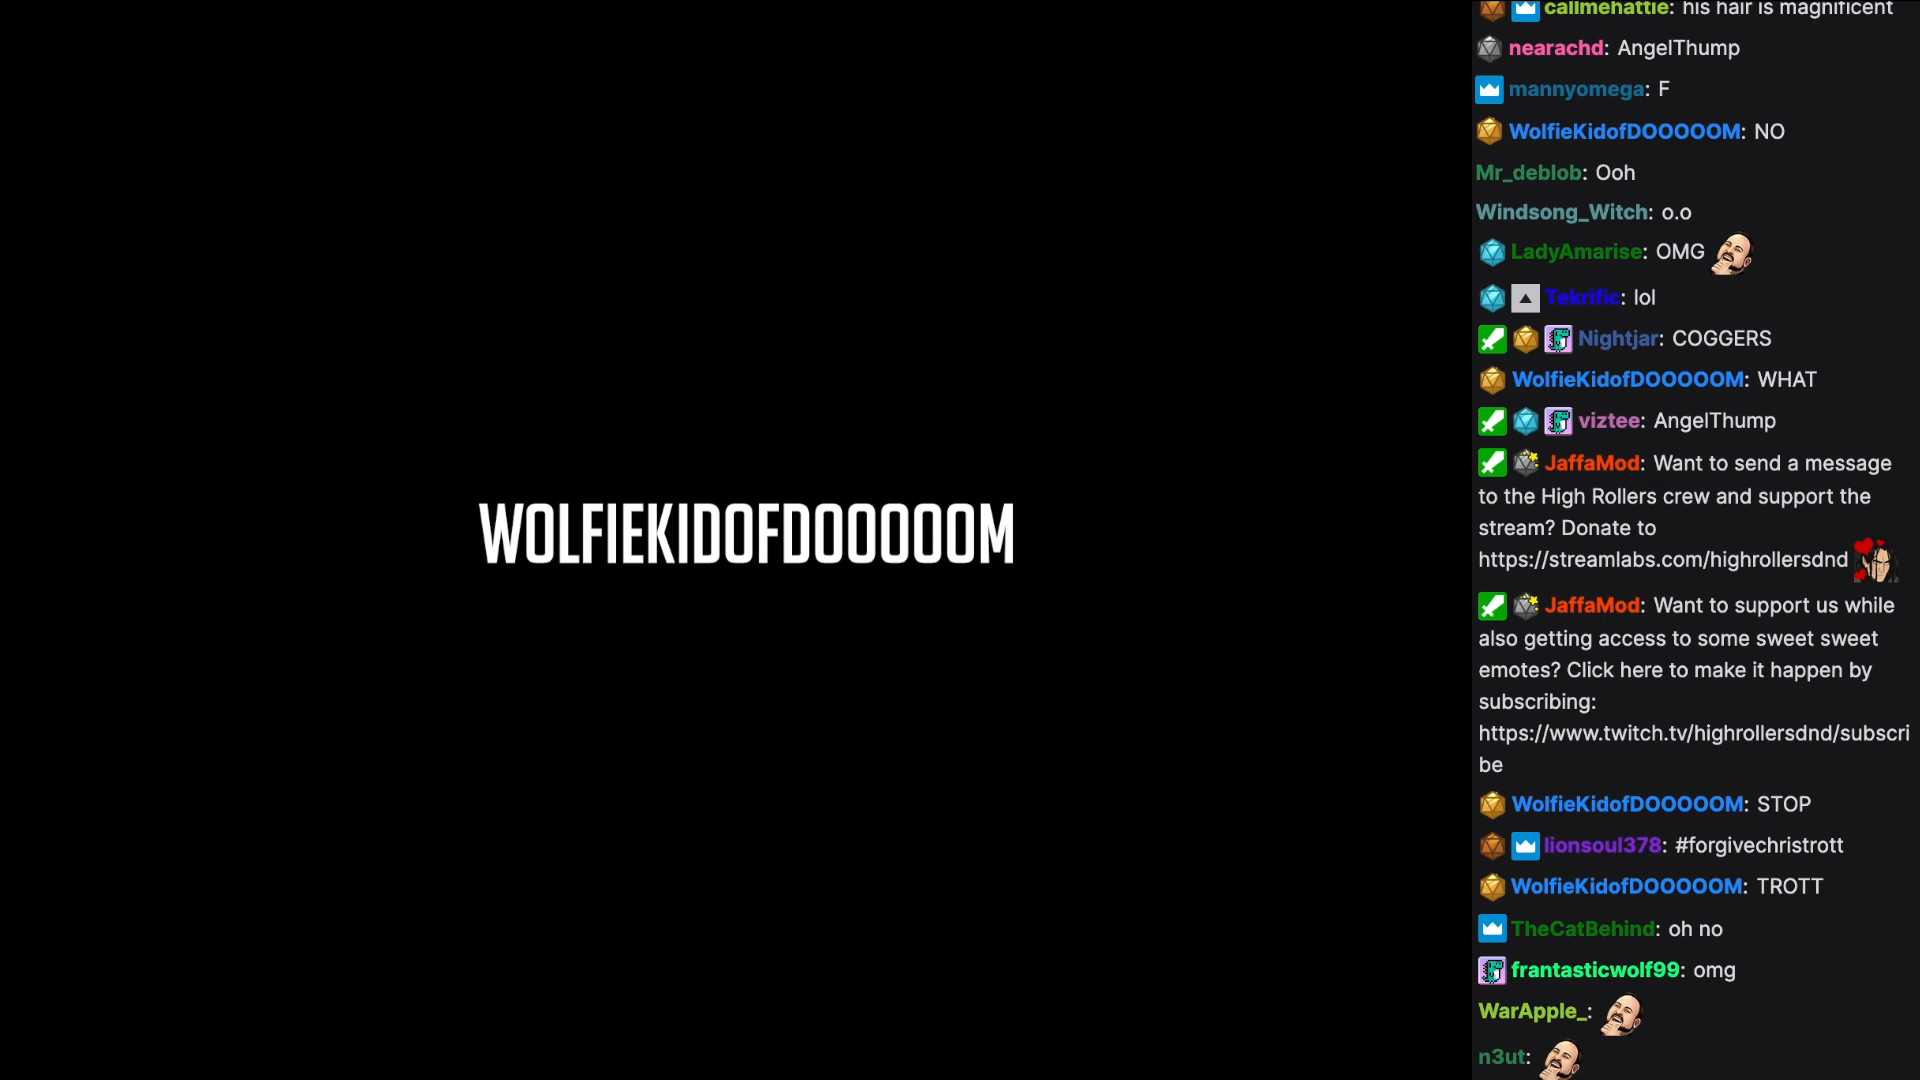 WOLFIEKIDOFDOOOOOM
callmehattie: his hair is magnificent
nearachd: AngelThump
mannyomega: F
WolfieKidofDOOOOOM: NO
Mr_deblob: Ooh
Windsong_Witch: o.o
LadyAmarise: OMG
Tekrific: lol
Nightjar: COGGERS
WolfieKidofDOOOOOM: WHAT
viztee: AngelThump
JaffaMod: Want to send a message
to the High Rollers crew and support the
stream? Donate to
https://streamlabs.com/highrollersdnd
JaffaMod: Want to support us while
also getting access to some sweet sweet
emotes? Click here to make it happen by
subscribing:
https://www.twitch.tv/highrollersdnd/subscri
be
WolfieKidofDOOOOOM: STOP
lionsoul378: #forgivechristrott
WolfieKidofDOOOOOM: TROTT
TheCatBehind: oh no
frantasticwolf99: omg
WarApple_:
n3ut: